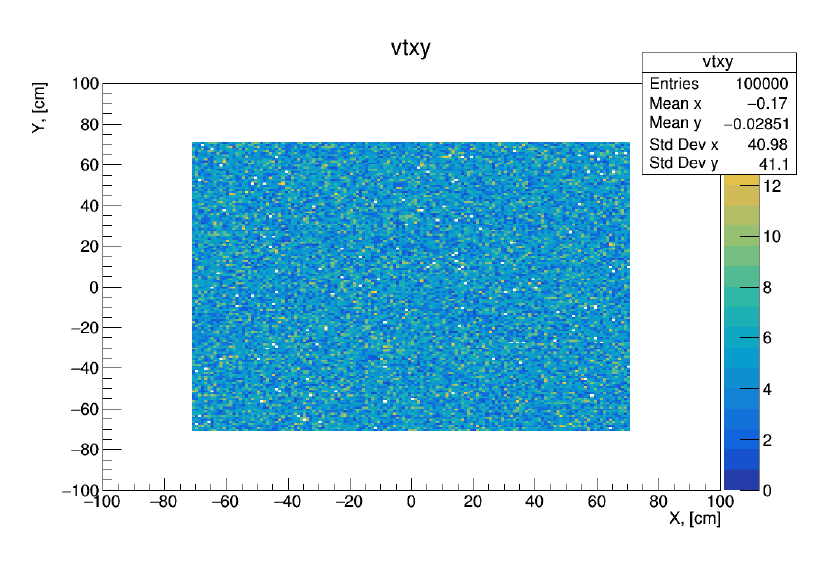 vtxy
vtxy
Entries 100000
Mean x −0.17
Mean y −0.02851
Std Dev x 40.98
Std Dev y 41.1
Y, [cm]
100
80
60
40
20
0
−20
−40
−60
−80
−100
−100 −80 −60 −40 −20 0 20 40 60 80 100
X, [cm]
12
10
8
6
4
2
0